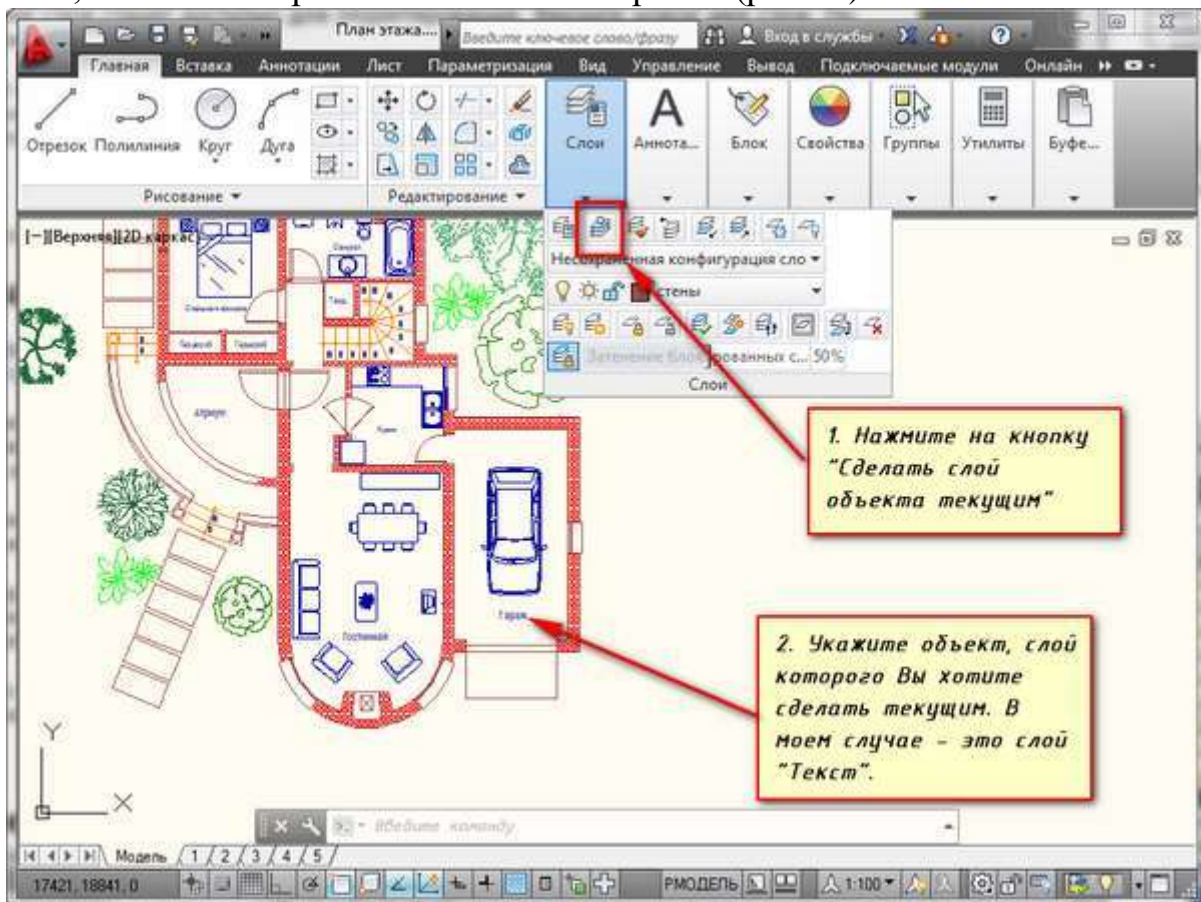 План этажа....
Введите ключевое слово/фразу
Вход в службы
Главная Вставка Аннотации Лист Параметризация Вид Управление Вывод Подключаемые модули Онлайн
Отрезок Полилиния Круг Дуга
Слои Аннота... Блок Свойства Группы Утилиты Буфе...
Рисование
Редактирование
[−][Верхняя][2D каркас]
Несохраненная конфигурация сло
стены
Затенение блокированных с... 50%
Слои
1. Нажмите на кнопку
"Сделать слой
объекта текущим"
Гостинная
Гараж
2. Укажите объект, слой
которого Вы хотите
сделать текущим. В
моем случае - это слой
"Текст".
Y
X
Введите команду
Модель 1 2 3 4 5
17421, 18841, 0
РМОДЕЛЬ
1:100